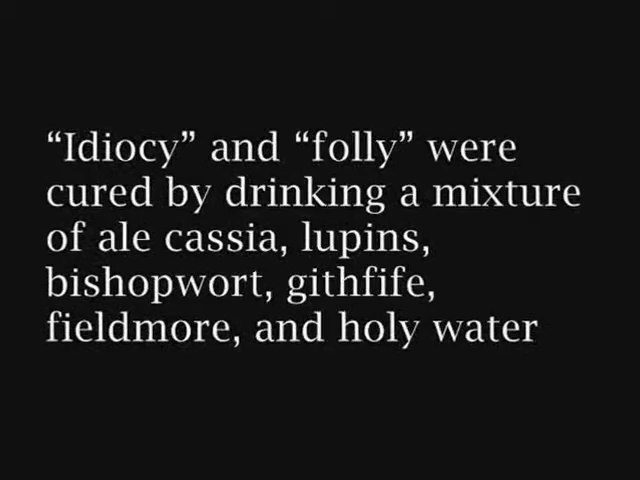 “Idiocy” and “folly” were
cured by drinking a mixture
of ale cassia, lupins,
bishopwort, githfife,
fieldmore, and holy water